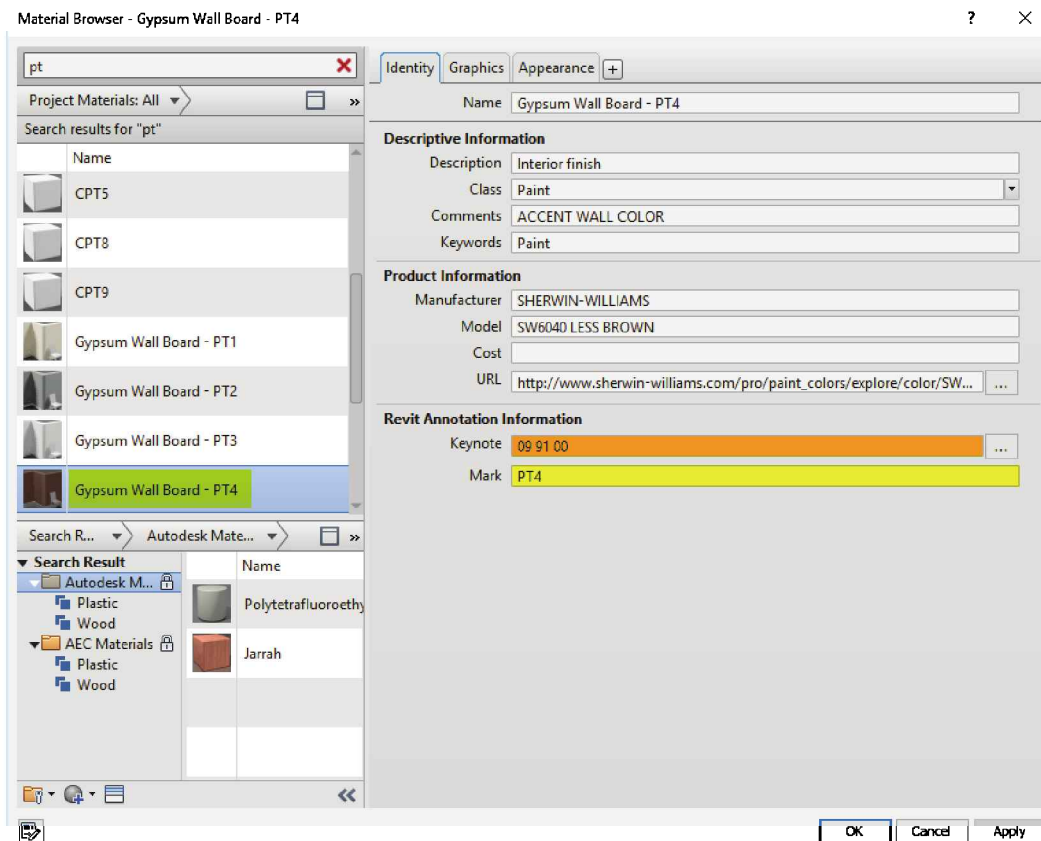 Material Browser - Gypsum Wall Board - PT4
?
pt
Project Materials: All
»
Search results for "pt"
Name
CPT5
CPT8
CPT9
Gypsum Wall Board - PT1
Gypsum Wall Board - PT2
Gypsum Wall Board - PT3
Gypsum Wall Board - PT4
Search R...
Autodesk Mate...
»
Search Result
Autodesk M...
Plastic
Wood
AEC Materials
Plastic
Wood
Name
Polytetrafluoroethy
Jarrah
Identity Graphics Appearance +
Name Gypsum Wall Board - PT4
Descriptive Information
Description Interior finish
Class Paint
Comments ACCENT WALL COLOR
Keywords Paint
Product Information
Manufacturer SHERWIN-WILLIAMS
Model SW6040 LESS BROWN
Cost
URL http://www.sherwin-williams.com/pro/paint_colors/explore/color/SW... ...
Revit Annotation Information
Keynote 09 91 00 ...
Mark PT4
OK Cancel Apply